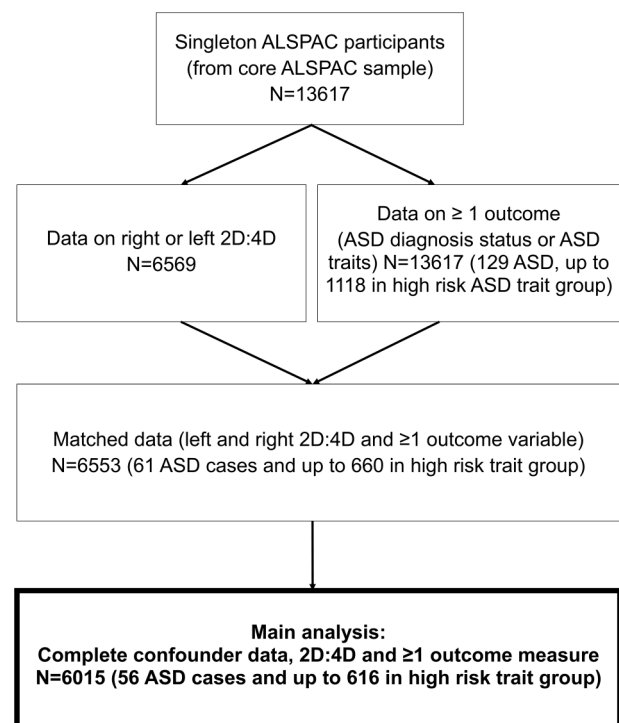 Singleton ALSPAC participants
(from core ALSPAC sample)
N=13617
Data on right or left 2D:4D
N=6569
Data on ≥ 1 outcome
(ASD diagnosis status or ASD
traits) N=13617 (129 ASD, up to
1118 in high risk ASD trait group)
Matched data (left and right 2D:4D and ≥1 outcome variable)
N=6553 (61 ASD cases and up to 660 in high risk trait group)
Main analysis:
Complete confounder data, 2D:4D and ≥1 outcome measure
N=6015 (56 ASD cases and up to 616 in high risk trait group)